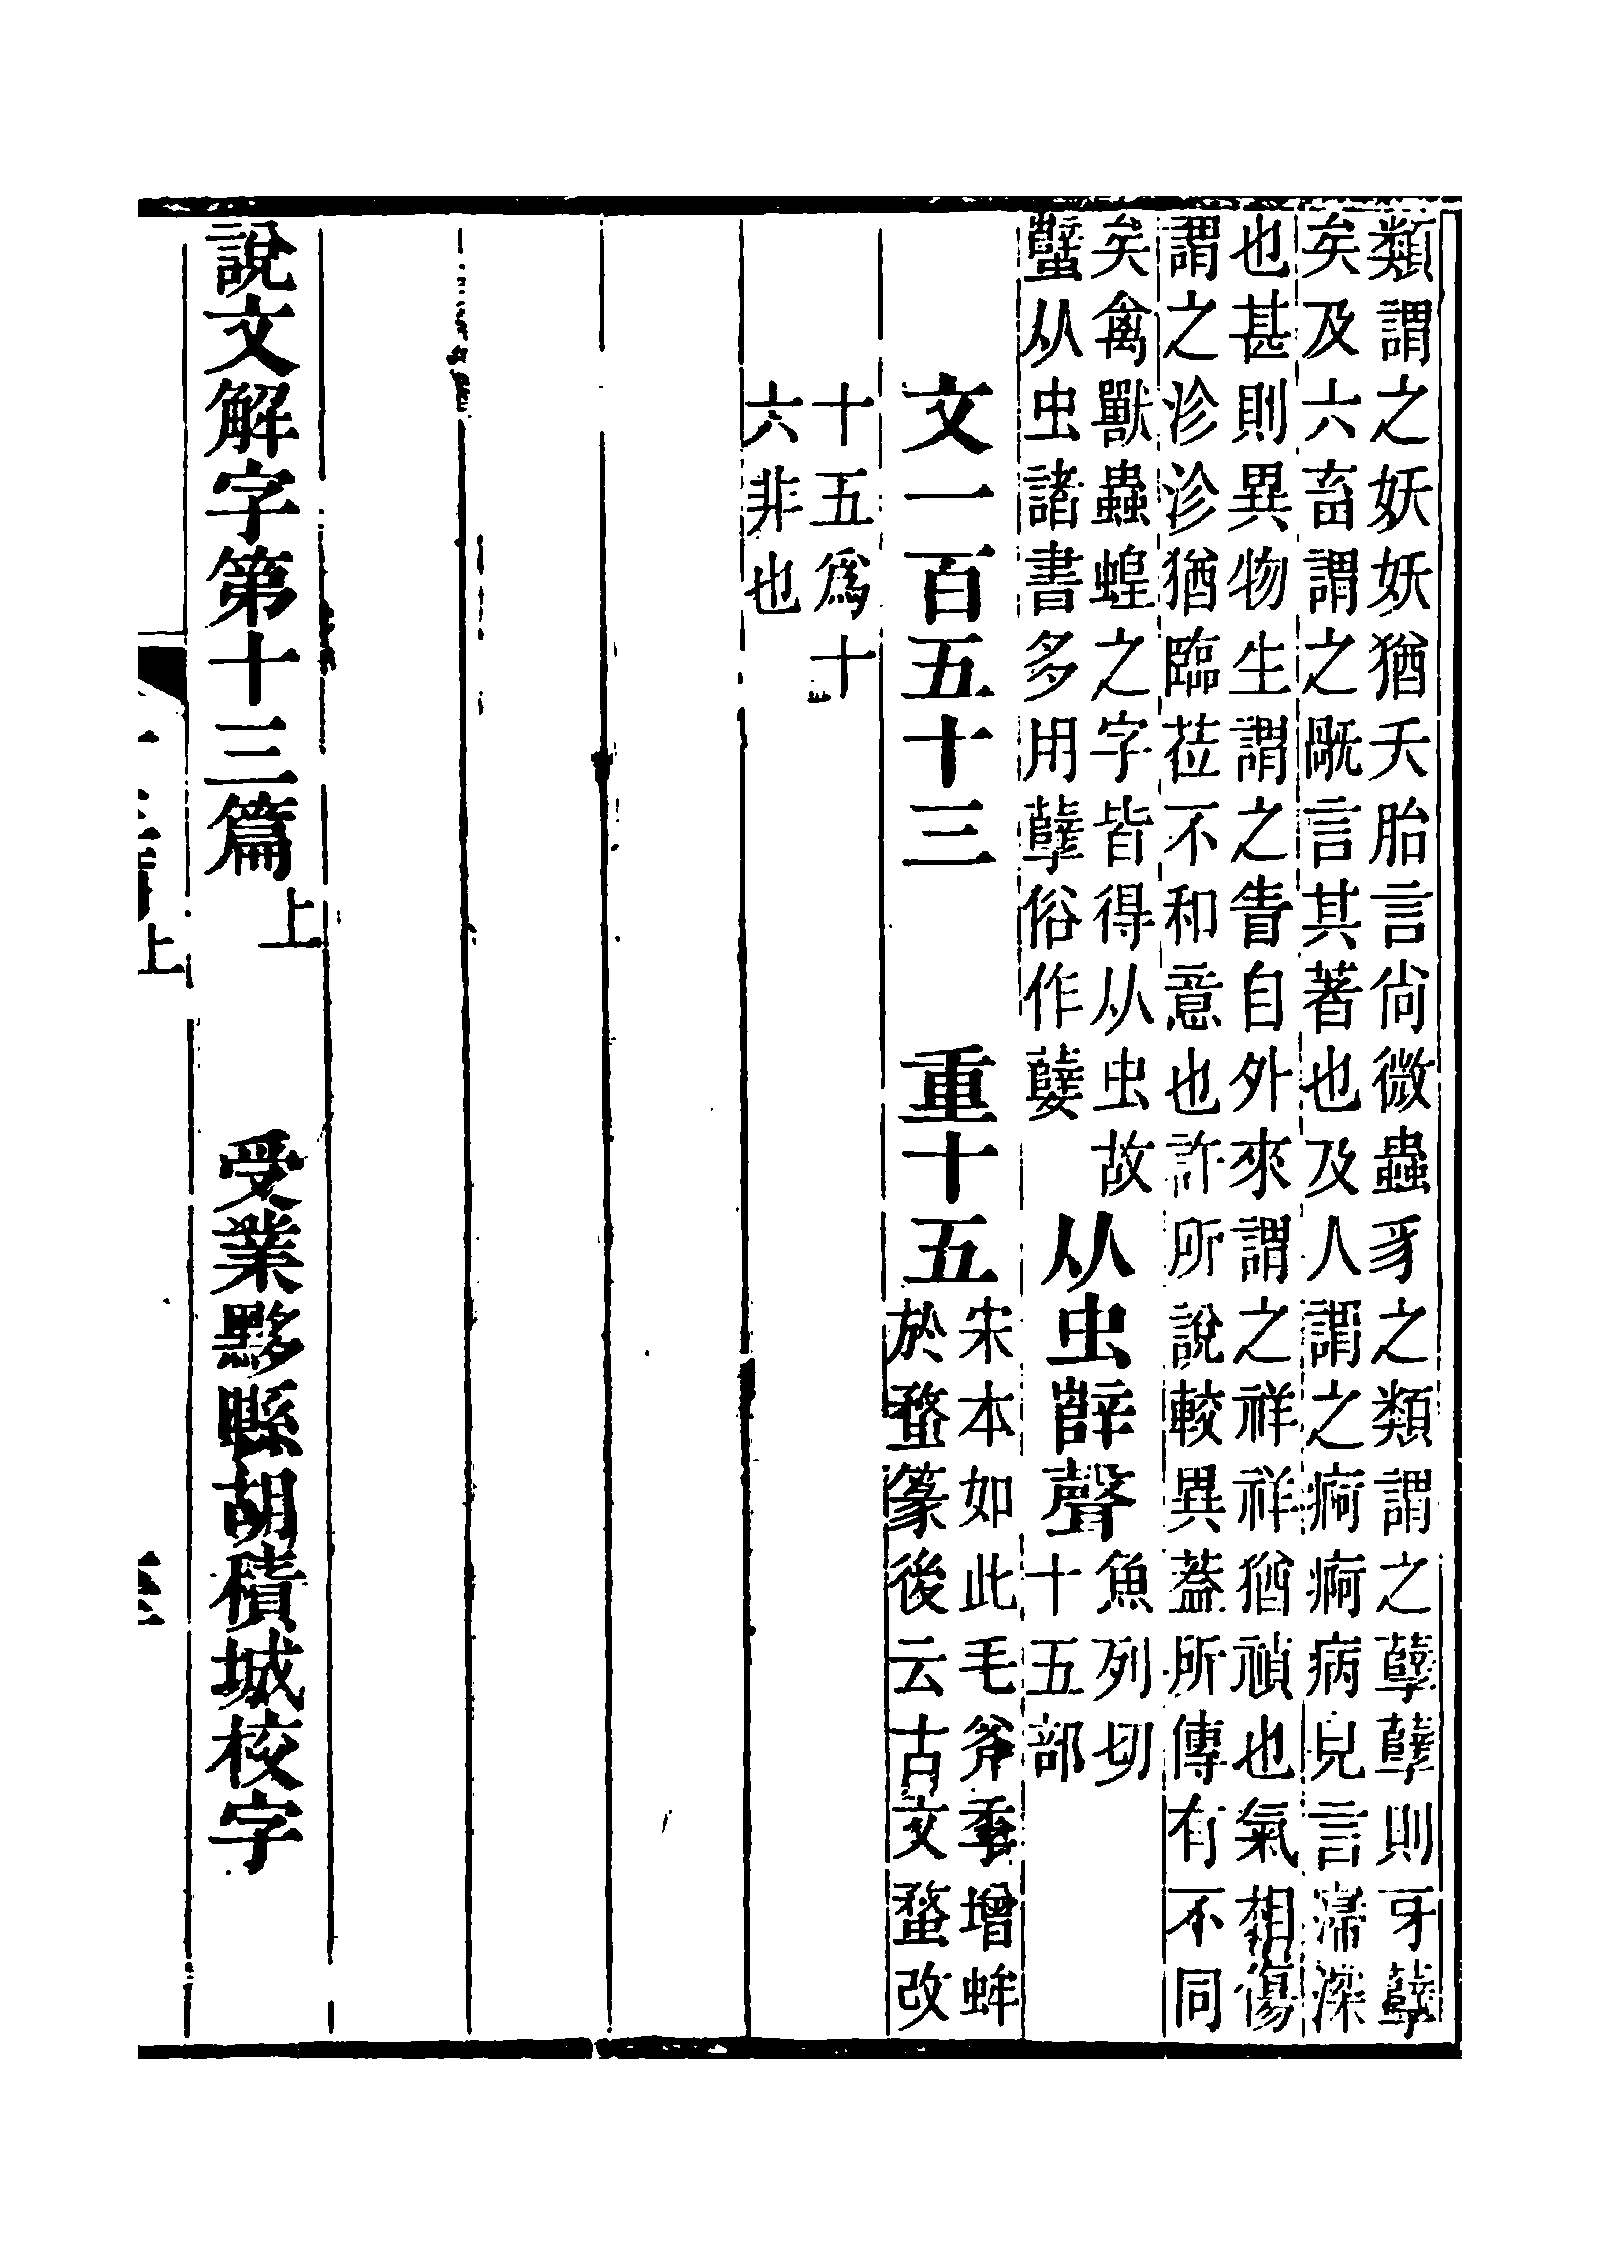 類謂之妖妖猶夭胎言尙微蟲豸之類謂之孽孽則牙孽
矣及六畜謂之旤言其著也及人謂之痾痾病皃言𡫏深
也甚則異物生謂之眚自外來謂之祥祥猶禎也氣相傷
謂之沴沴猶臨莅不和意也許所說較異蓋所傳有不同
矣禽獸蟲蝗之字皆得从虫故
蠥从虫諸書多用孽俗作孼
从虫辥聲
魚列切
十五部
文一百五十三
重十五
宋本如此毛斧季增蛑
於蝥篆後云古文蝥改
十五爲十
六非也
說文解字第十三篇上
受業黟縣胡積城校字
上